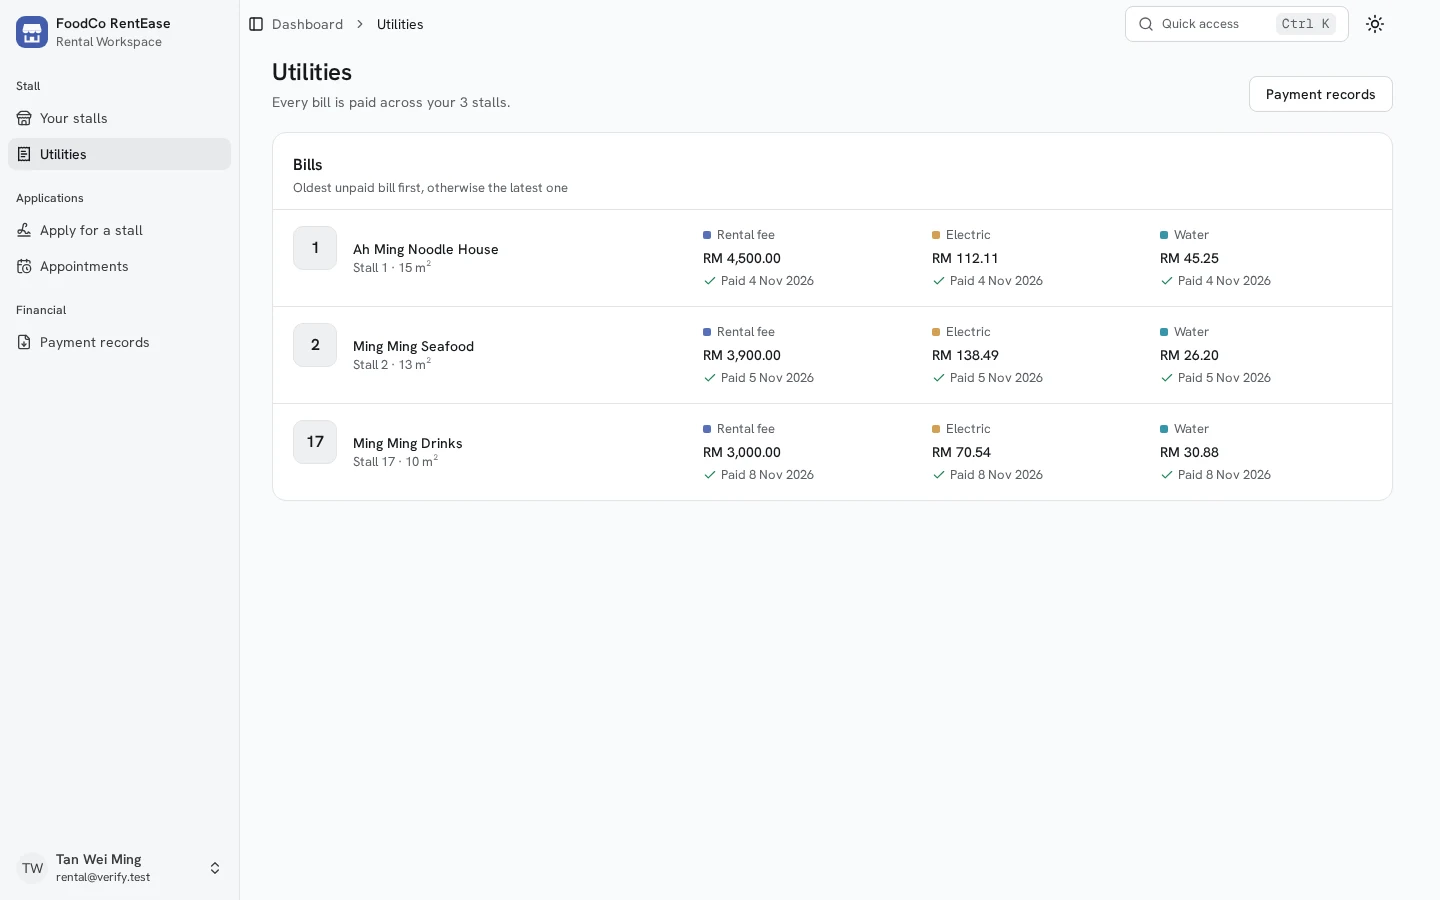 FoodCo RentEase
Rental Workspace
Stall
Your stalls
Utilities
Applications
Apply for a stall
Appointments
Financial
Payment records
Tan Wei Ming
TW
rental@verify.test
Dashboard > Utilities
Quick access Ctrl K
Utilities
Every bill is paid across your 3 stalls.
Payment records
Bills
Oldest unpaid bill first, otherwise the latest one
1
Ah Ming Noodle House
Stall 1 · 15 m²
Rental fee
RM 4,500.00
Paid 4 Nov 2026
Electric
RM 112.11
Paid 4 Nov 2026
Water
RM 45.25
Paid 4 Nov 2026
2
Ming Ming Seafood
Stall 2 · 13 m²
Rental fee
RM 3,900.00
Paid 5 Nov 2026
Electric
RM 138.49
Paid 5 Nov 2026
Water
RM 26.20
Paid 5 Nov 2026
17
Ming Ming Drinks
Stall 17 · 10 m²
Rental fee
RM 3,000.00
Paid 8 Nov 2026
Electric
RM 70.54
Paid 8 Nov 2026
Water
RM 30.88
Paid 8 Nov 2026